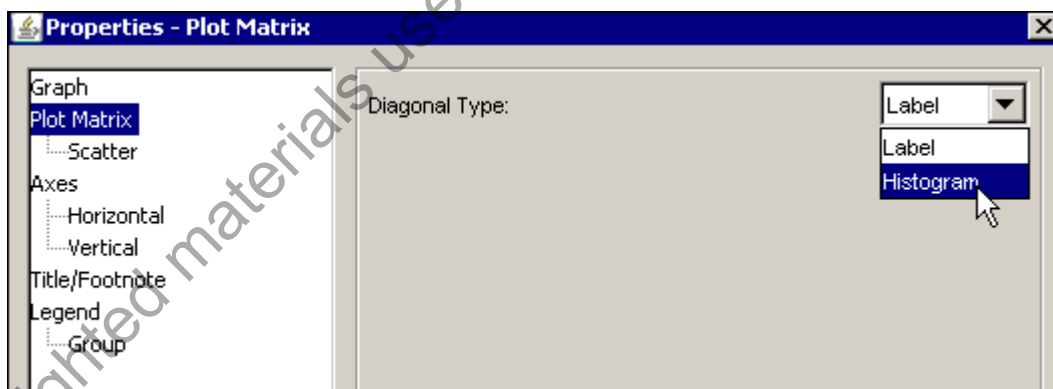 Properties - Plot Matrix
Graph
Plot Matrix
Scatter
Axes
Horizontal
Vertical
Title/Footnote
Legend
Group
Diagonal Type:
Label
Label
Histogram
materials